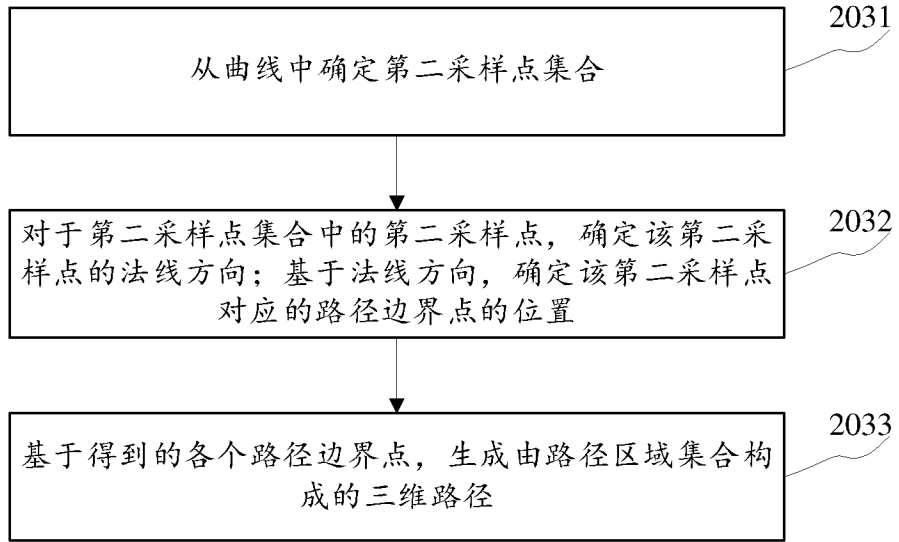 2031
从曲线中确定第二采样点集合
2032
对于第二采样点集合中的第二采样点，确定该第二采
样点的法线方向；基于法线方向，确定该第二采样点
对应的路径边界点的位置
2033
基于得到的各个路径边界点，生成由路径区域集合构
成的三维路径